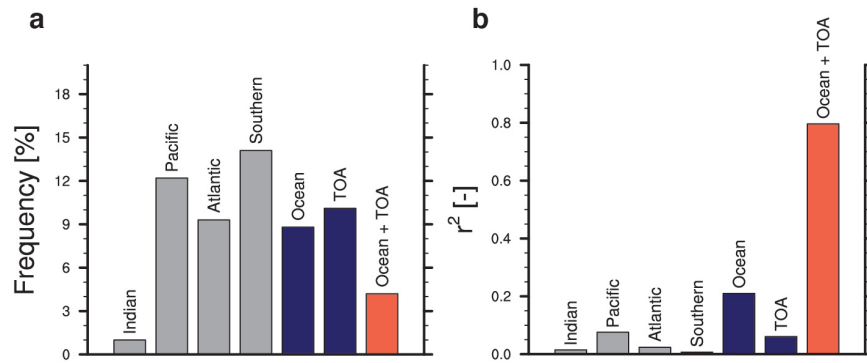 a
Frequency [%]
18
15
12
9
6
3
0
Indian
Pacific
Atlantic
Southern
Ocean
TOA
Ocean + TOA
b
r² [-]
1.0
0.8
0.6
0.4
0.2
0.0
Indian
Pacific
Atlantic
Southern
Ocean
TOA
Ocean + TOA